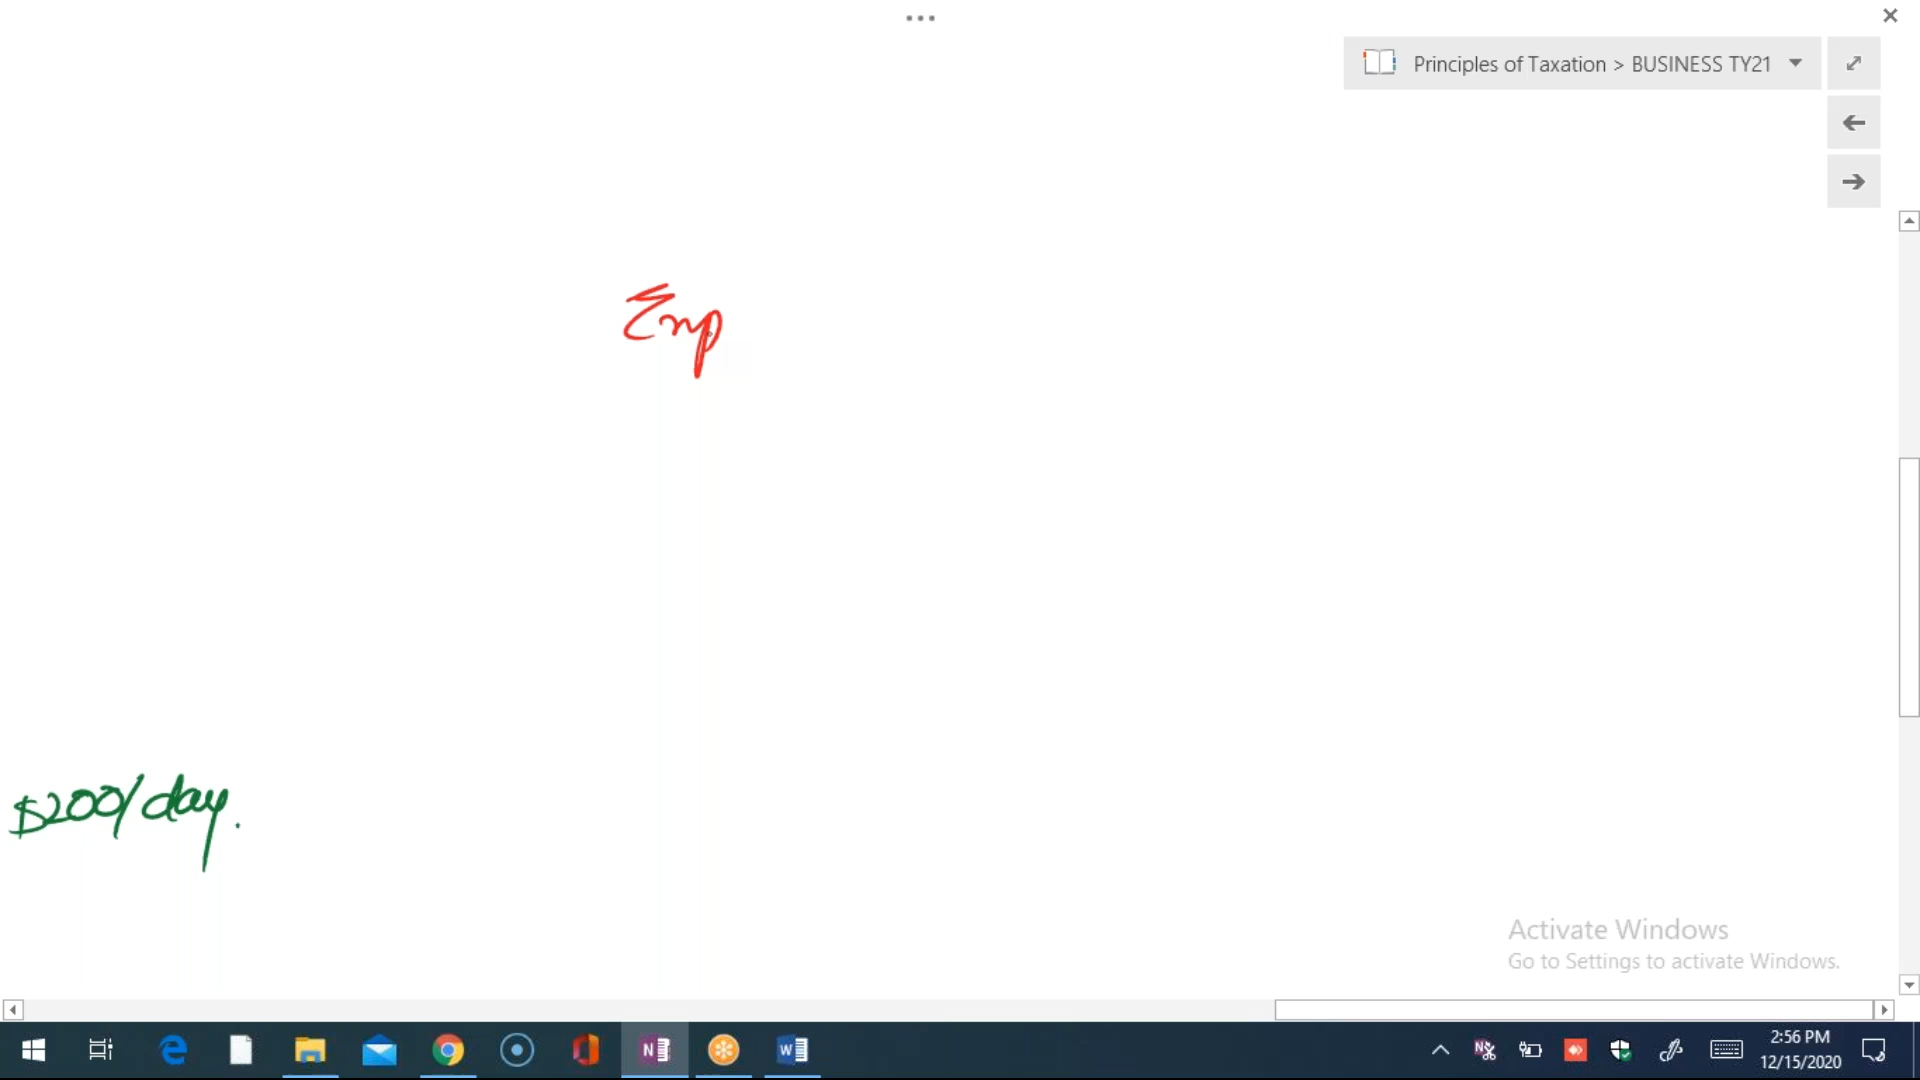 Principles of Taxation > BUSINESS TY21
Emp
$200/day.
Activate Windows
Go to Settings to activate Windows.
2:56 PM
12/15/2020